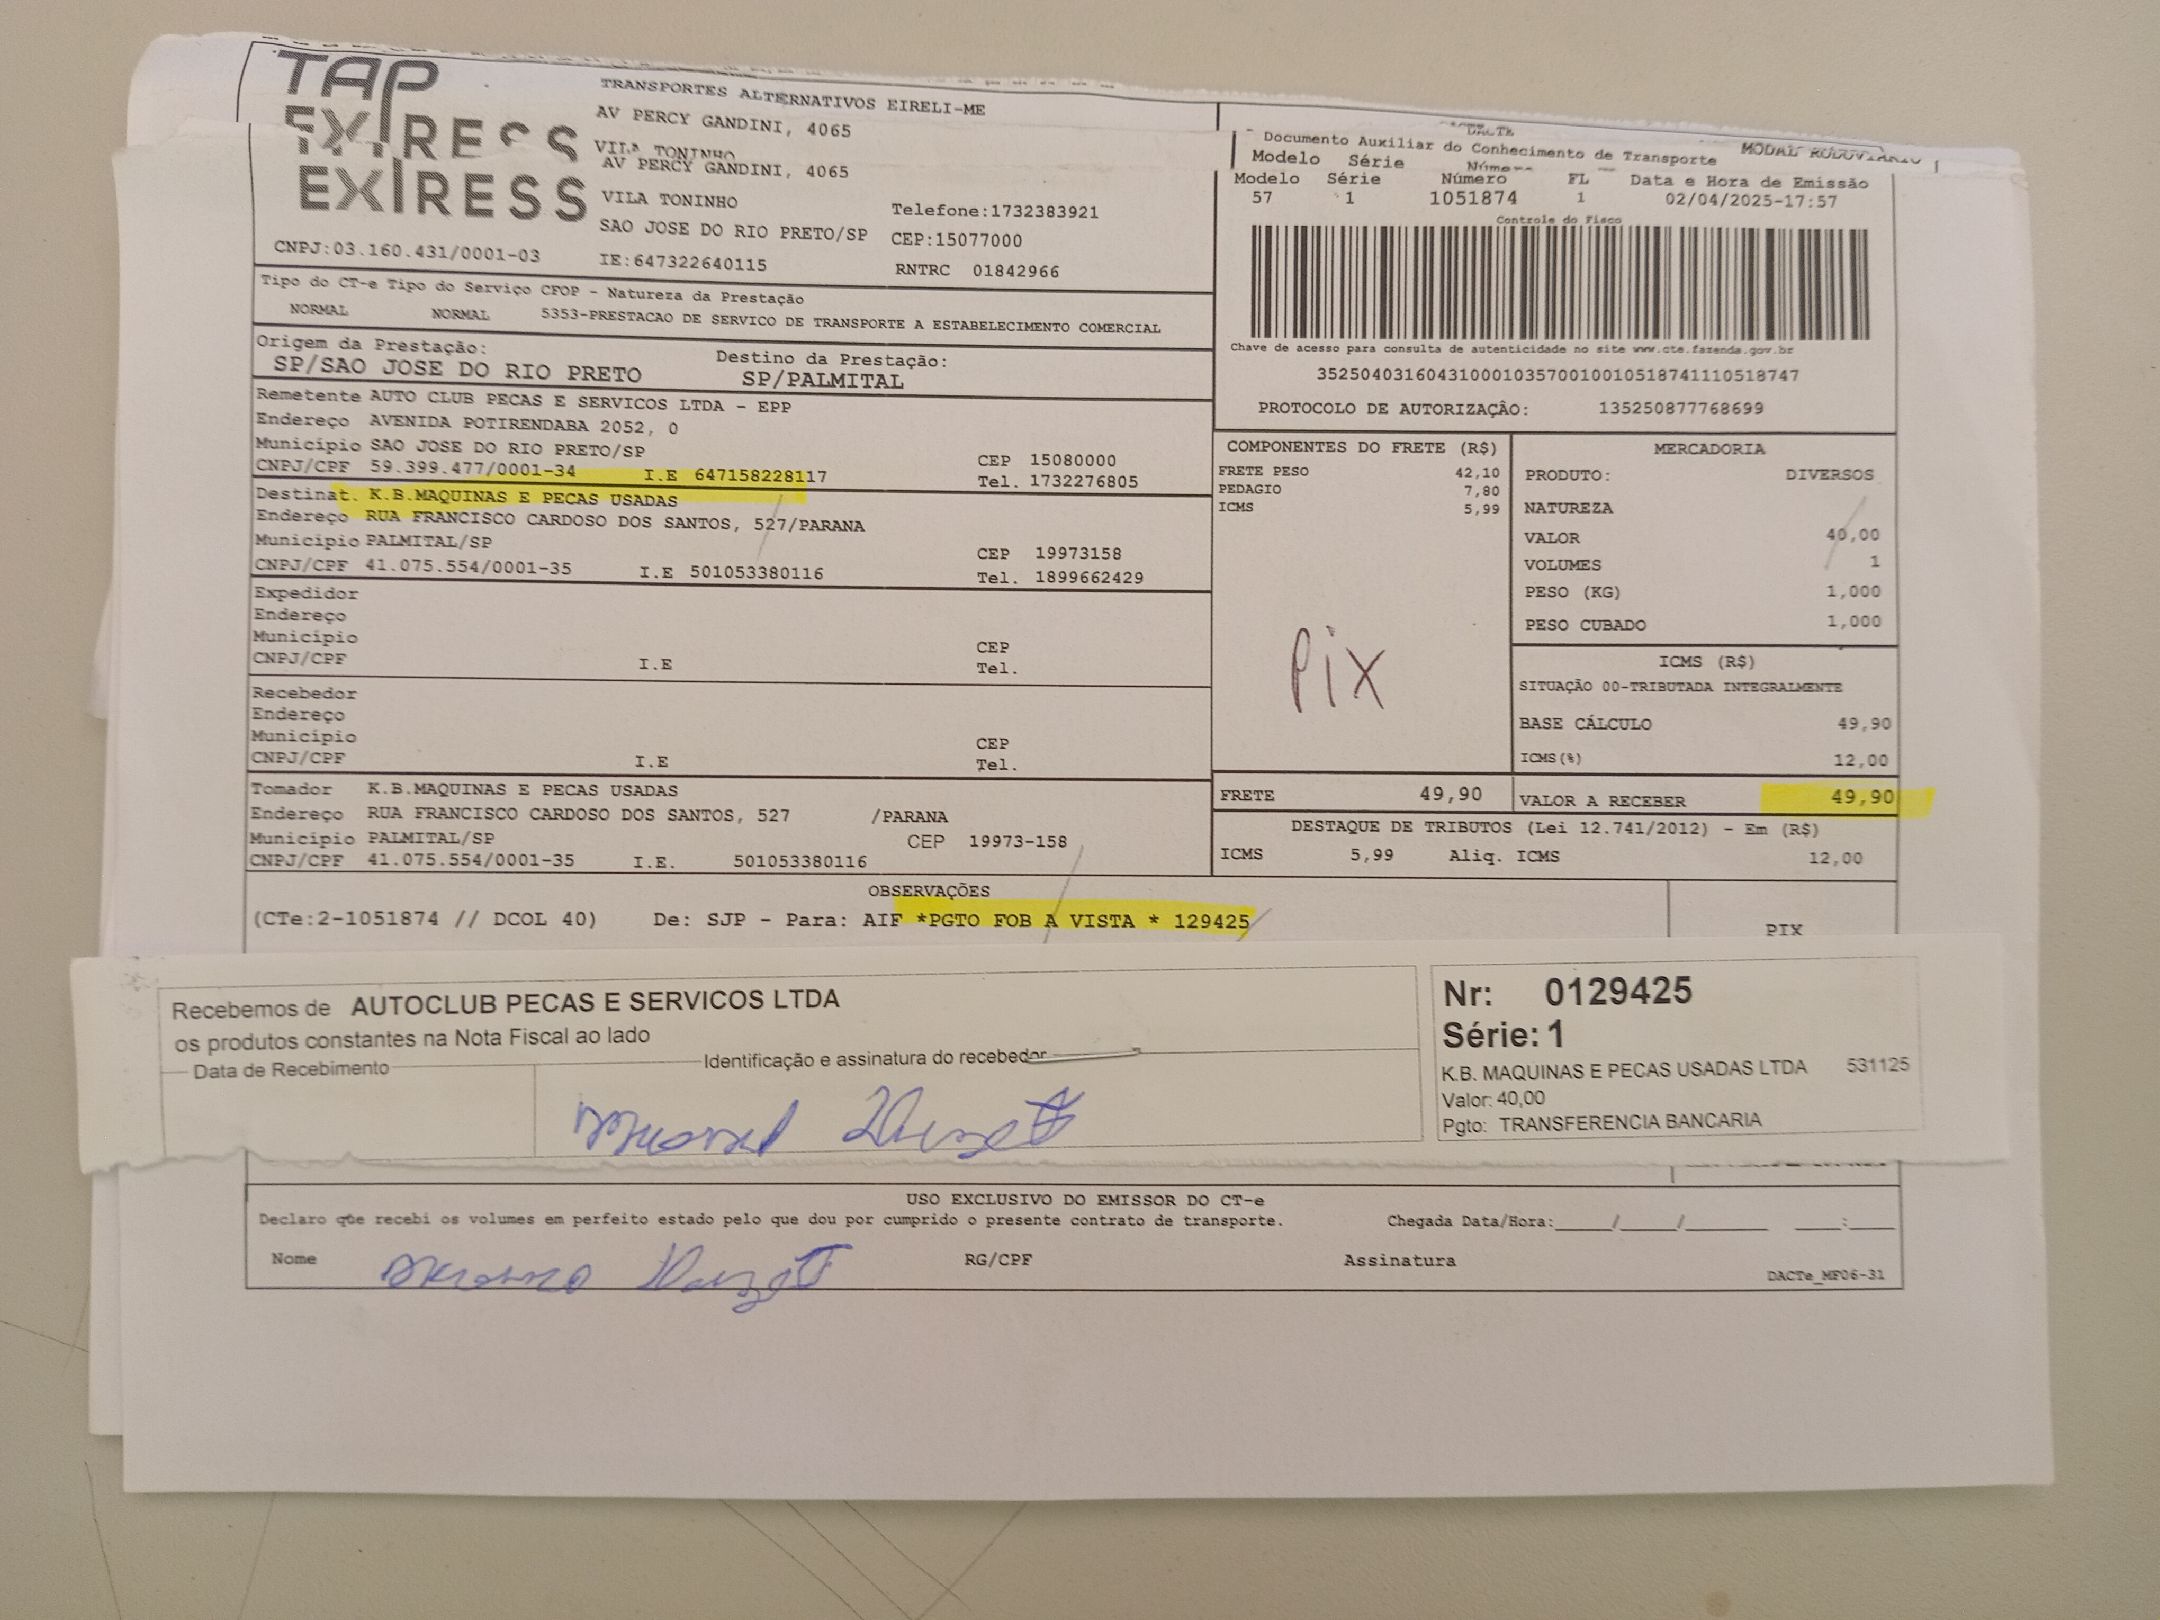 TAP
EXPRESS
EXPRESS
TRANSPORTES ALTERNATIVOS EIRELI-ME
AV PERCY GANDINI, 4065
VILA TONINHO
AV PERCY GANDINI, 4065
VILA TONINHO
SAO JOSE DO RIO PRETO/SP
Telefone:1732383921
CEP:15077000
CNPJ:03.160.431/0001-03
IE:647322640115
RNTRC 01842966
DACTE
Documento Auxiliar do Conhecimento de Transporte
MODAL RODOVIARIO
Modelo Série Número
Modelo Série Número FL Data e Hora de Emissão
57 1 1051874 1 02/04/2025-17:57
Controle do Fisco
Chave de acesso para consulta de autenticidade no site www.cte.fazenda.gov.br
35250403160431000103570010010518741110518747
PROTOCOLO DE AUTORIZAÇÂO: 135250877768699
Tipo do CT-e Tipo do Serviço CFOP - Natureza da Prestação
NORMAL NORMAL 5353-PRESTACAO DE SERVICO DE TRANSPORTE A ESTABELECIMENTO COMERCIAL
Origem da Prestação:
SP/SAO JOSE DO RIO PRETO
Destino da Prestação:
SP/PALMITAL
Remetente AUTO CLUB PECAS E SERVICOS LTDA - EPP
Endereço AVENIDA POTIRENDABA 2052, 0
Município SAO JOSE DO RIO PRETO/SP CEP 15080000
CNPJ/CPF 59.399.477/0001-34 I.E 647158228117 Tel. 1732276805
Destinat. K.B.MAQUINAS E PECAS USADAS
Endereço RUA FRANCISCO CARDOSO DOS SANTOS, 527/PARANA
Município PALMITAL/SP CEP 19973158
CNPJ/CPF 41.075.554/0001-35 I.E 501053380116 Tel. 1899662429
Expedidor
Endereço
Município CEP
CNPJ/CPF I.E Tel.
Recebedor
Endereço
Município CEP
CNPJ/CPF I.E Tel.
Tomador K.B.MAQUINAS E PECAS USADAS
Endereço RUA FRANCISCO CARDOSO DOS SANTOS, 527 /PARANA
Município PALMITAL/SP CEP 19973-158
CNPJ/CPF 41.075.554/0001-35 I.E. 501053380116
COMPONENTES DO FRETE (R$)
FRETE PESO 42,10
PEDAGIO 7,80
ICMS 5,99
Pix
MERCADORIA
PRODUTO: DIVERSOS
NATUREZA
VALOR 40,00
VOLUMES 1
PESO (KG) 1,000
PESO CUBADO 1,000
ICMS (R$)
SITUAÇÃO 00-TRIBUTADA INTEGRALMENTE
BASE CÁLCULO 49,90
ICMS(%) 12,00
FRETE 49,90 VALOR A RECEBER 49,90
DESTAQUE DE TRIBUTOS (Lei 12.741/2012) - Em (R$)
ICMS 5,99 Aliq. ICMS 12,00
OBSERVAÇÕES
(CTe:2-1051874 // DCOL 40) De: SJP - Para: AIF *PGTO FOB A VISTA * 129425
PIX
Recebemos de AUTOCLUB PECAS E SERVICOS LTDA
os produtos constantes na Nota Fiscal ao lado
Data de Recebimento
Identificação e assinatura do recebedor
Nr: 0129425
Série: 1
K.B. MAQUINAS E PECAS USADAS LTDA 531125
Valor: 40,00
Pgto: TRANSFERENCIA BANCARIA
USO EXCLUSIVO DO EMISSOR DO CT-e
Declaro que recebi os volumes em perfeito estado pelo que dou por cumprido o presente contrato de transporte.
Chegada Data/Hora:_____/_____/_______ ____:____
Nome RG/CPF Assinatura
DACTe_MF06-31